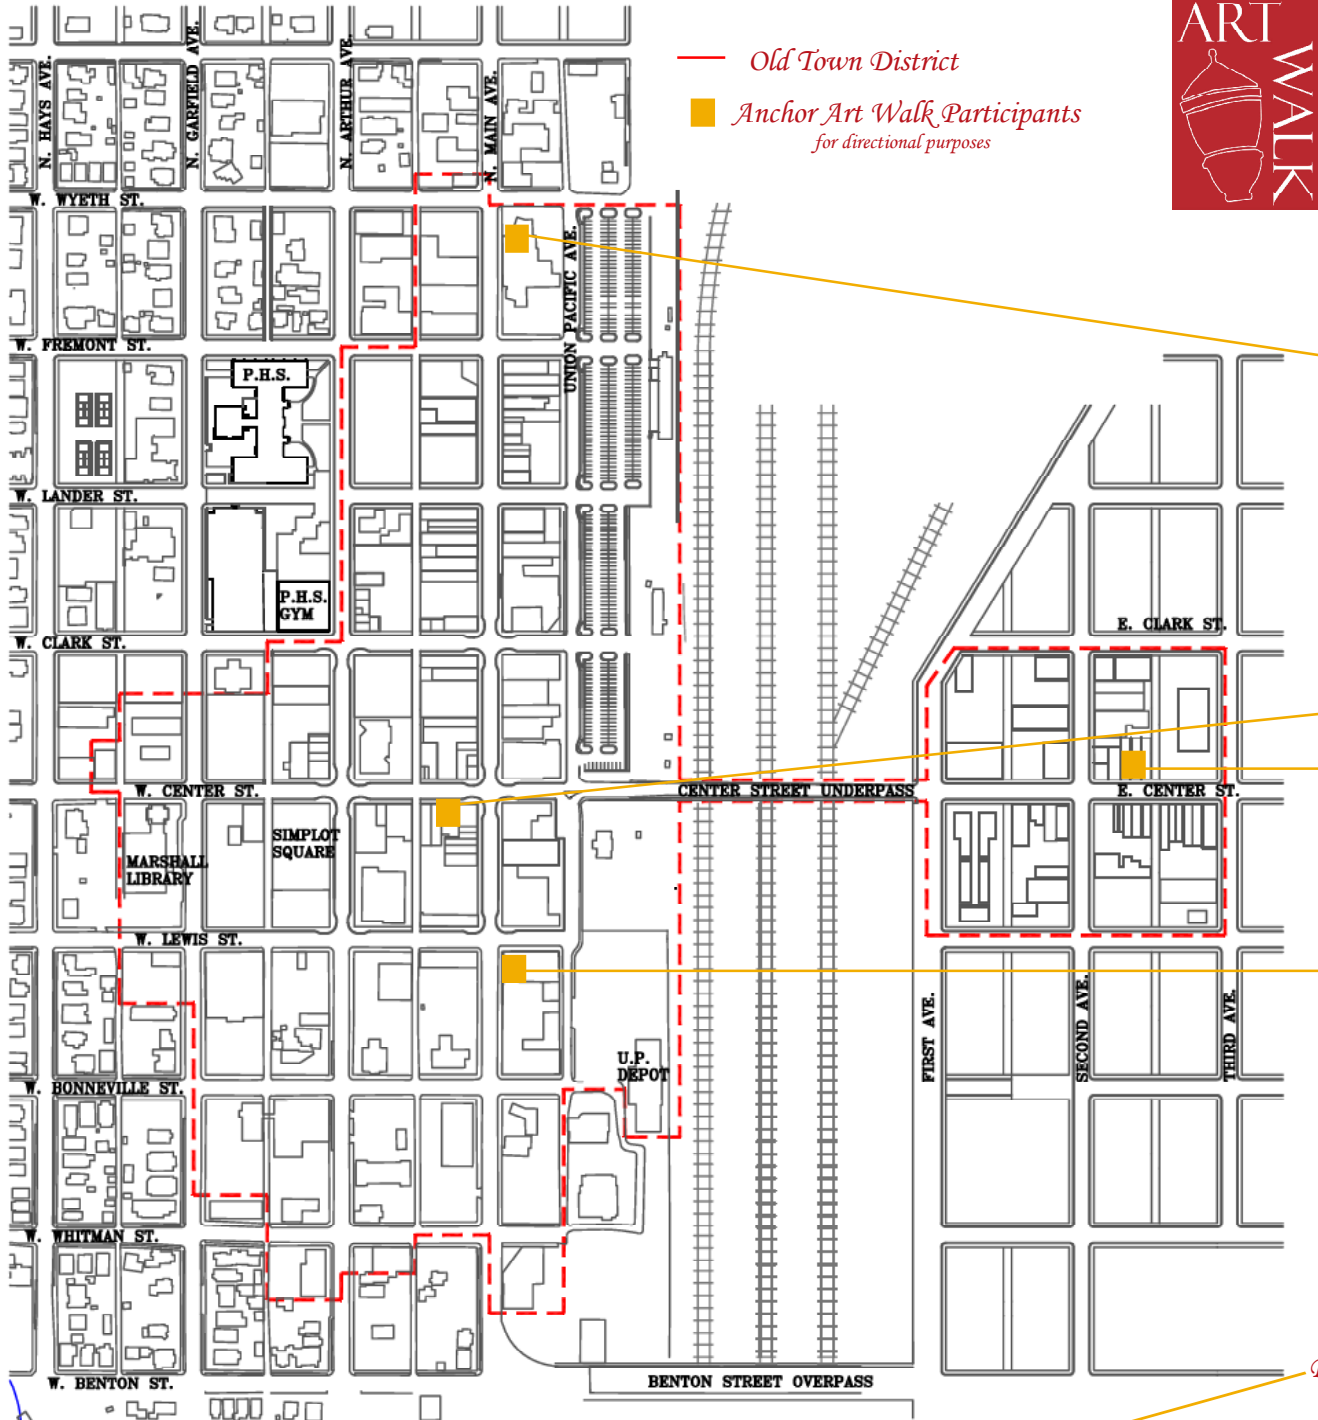 ART
WALK
Old Town District
Anchor Art Walk Participants
for directional purposes
N. HAYS AVE.
N. GARFIELD AVE.
N. ARTHUR AVE.
N. MAIN AVE.
W. WYETH ST.
UNION PACIFIC AVE.
W. FREMONT ST.
P.H.S.
W. LANDER ST.
P.H.S.
GYM
W. CLARK ST.
E. CLARK ST.
W. CENTER ST.
CENTER STREET UNDERPASS
E. CENTER ST.
SIMPLOT
SQUARE
MARSHALL
LIBRARY
W. LEWIS ST.
FIRST AVE.
SECOND AVE.
THIRD AVE.
U.P.
DEPOT
W. BONNEVILLE ST.
W. WHITMAN ST.
W. BENTON ST.
BENTON STREET OVERPASS